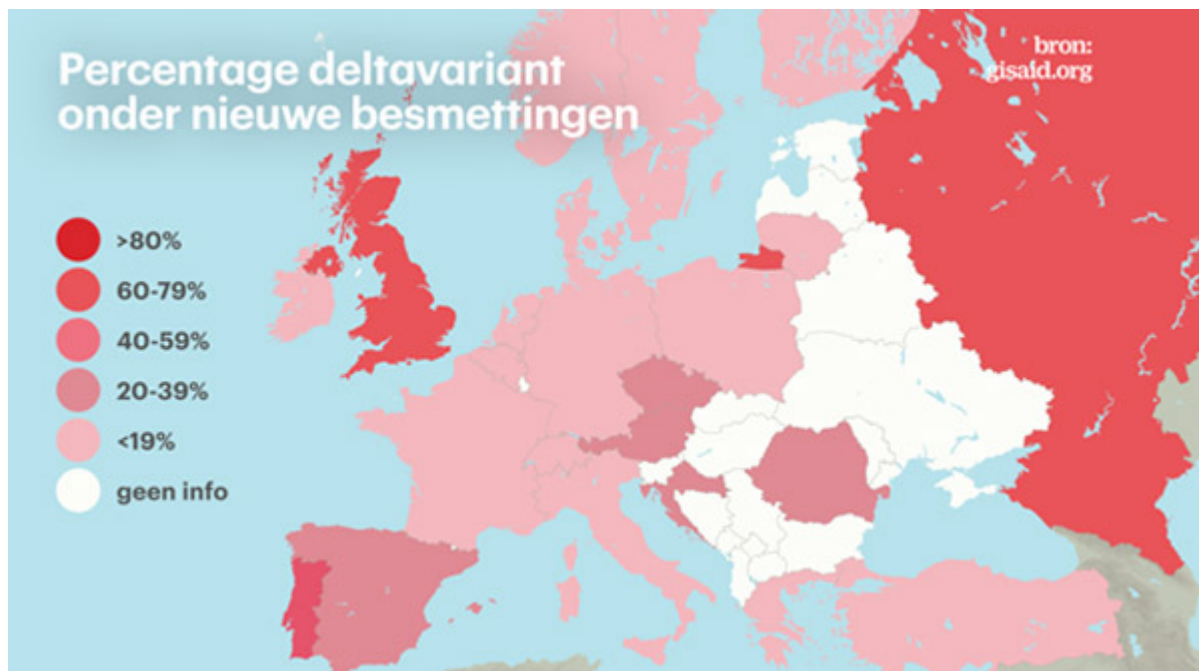 Percentage deltavariant
onder nieuwe besmettingen
bron:
gisaid.org
>80%
60-79%
40-59%
20-39%
<19%
geen info